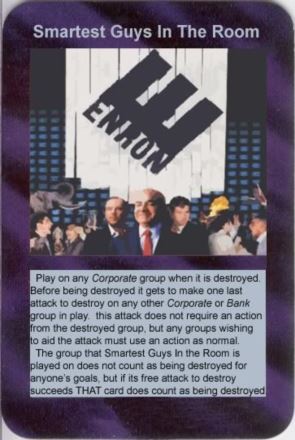 Smartest Guys In The Room
ENRON
Play on any Corporate group when it is destroyed.
Before being destroyed it gets to make one last
attack to destroy on any other Corporate or Bank
group in play. this attack does not require an action
from the destroyed group, but any groups wishing
to aid the attack must use an action as normal.
The group that Smartest Guys In the Room is
played on does not count as being destroyed for
anyone's goals, but if its free attack to destroy
succeeds THAT card does count as being destroyed